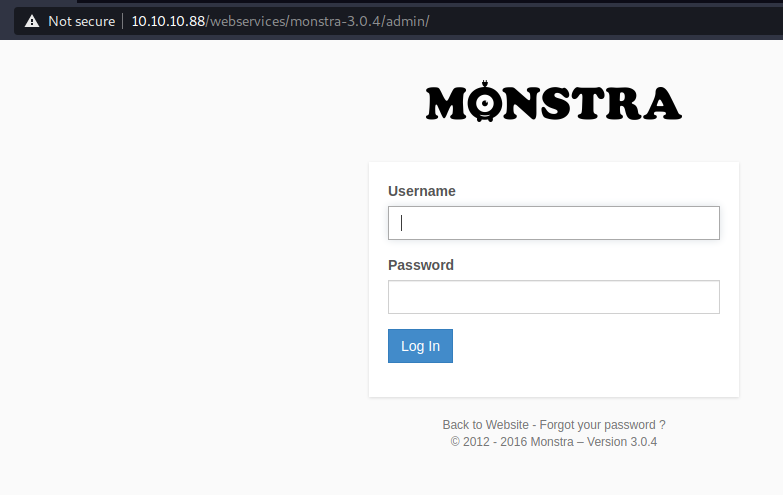 Not secure | 10.10.10.88/webservices/monstra-3.0.4/admin/
MONSTRA
Username
Password
Log In
Back to Website - Forgot your password ?
© 2012 - 2016 Monstra – Version 3.0.4